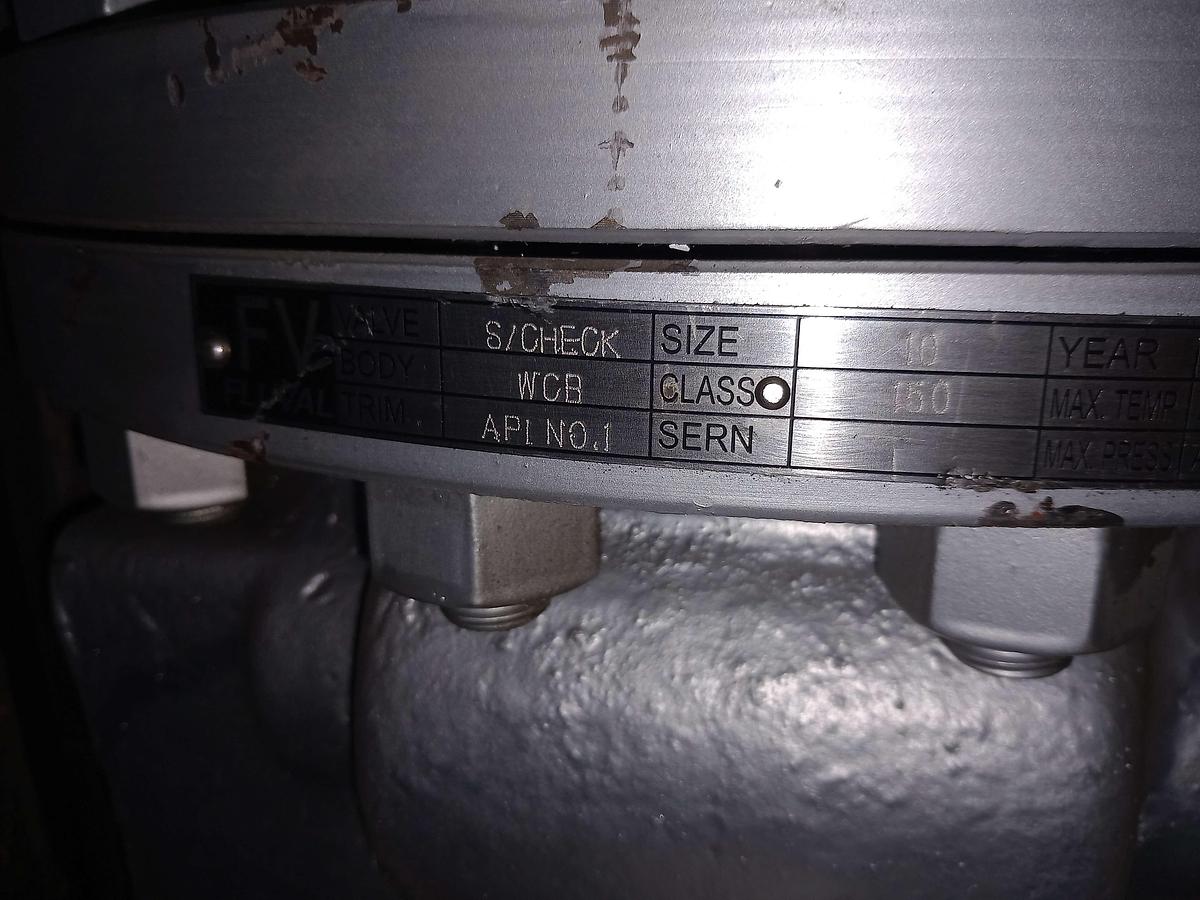 FV VALVE S/CHECK SIZE 10 YEAR
BODY WCB CLASS 150 MAX. TEMP
TRIM API NO.1 SERN MAX. PRESS